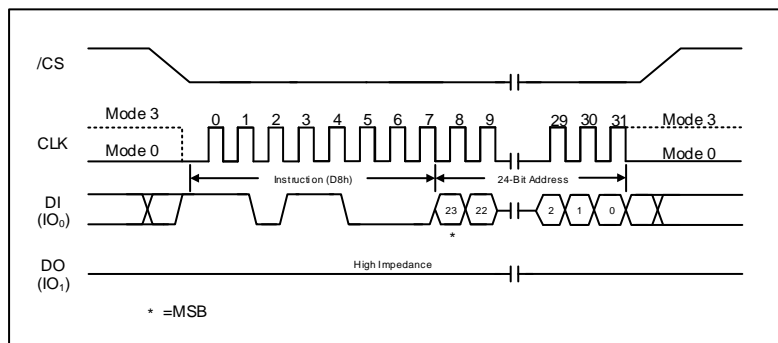 /CS
Mode 3
0 1 2 3 4 5 6 7 8 9 29 30 31
Mode 3
CLK
Mode 0
Mode 0
Instruction (D8h)
24-Bit Address
DI
(IO0)
23 22 2 1 0
*
DO
(IO1)
High Impedance
* =MSB